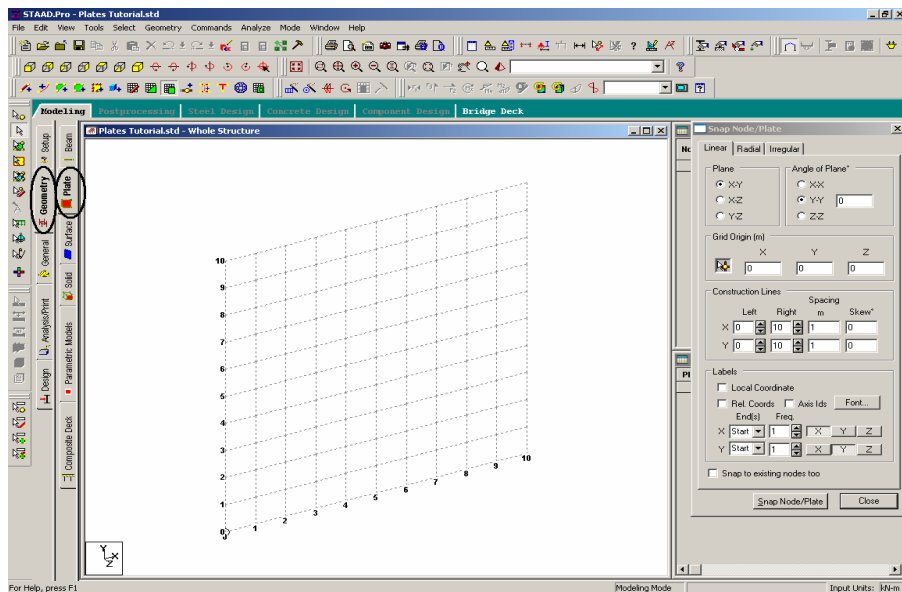 STAAD.Pro - Plates Tutorial.std
File Edit View Tools Select Geometry Commands Analyze Mode Window Help
Modeling Postprocessing Steel Design Concrete Design Component Design Bridge Deck
Plates Tutorial.std - Whole Structure
Setup
Geometry
General
Analysis/Print
Design
Beam
Plate
Surface
Solid
Parametric Models
Composite Deck
10
9
8
7
6
5
4
3
2
1
0
1 2 3 4 5 6 7 8 9 10
Y
X
Z
Snap Node/Plate
Linear Radial Irregular
Plane
X-Y
X-Z
Y-Z
Angle of Plane°
X-X
Y-Y 0
Z-Z
Grid Origin (m)
X Y Z
0 0 0
Construction Lines
Spacing
Left Right m Skew°
X 0 10 1 0
Y 0 10 1 0
Labels
Local Coordinate
Rel. Coords Axis Ids Font...
End(s) Freq.
X Start 1 X Y Z
Y Start 1 X Y Z
Snap to existing nodes too
Snap Node/Plate Close
For Help, press F1 Modeling Mode Input Units: kN-m